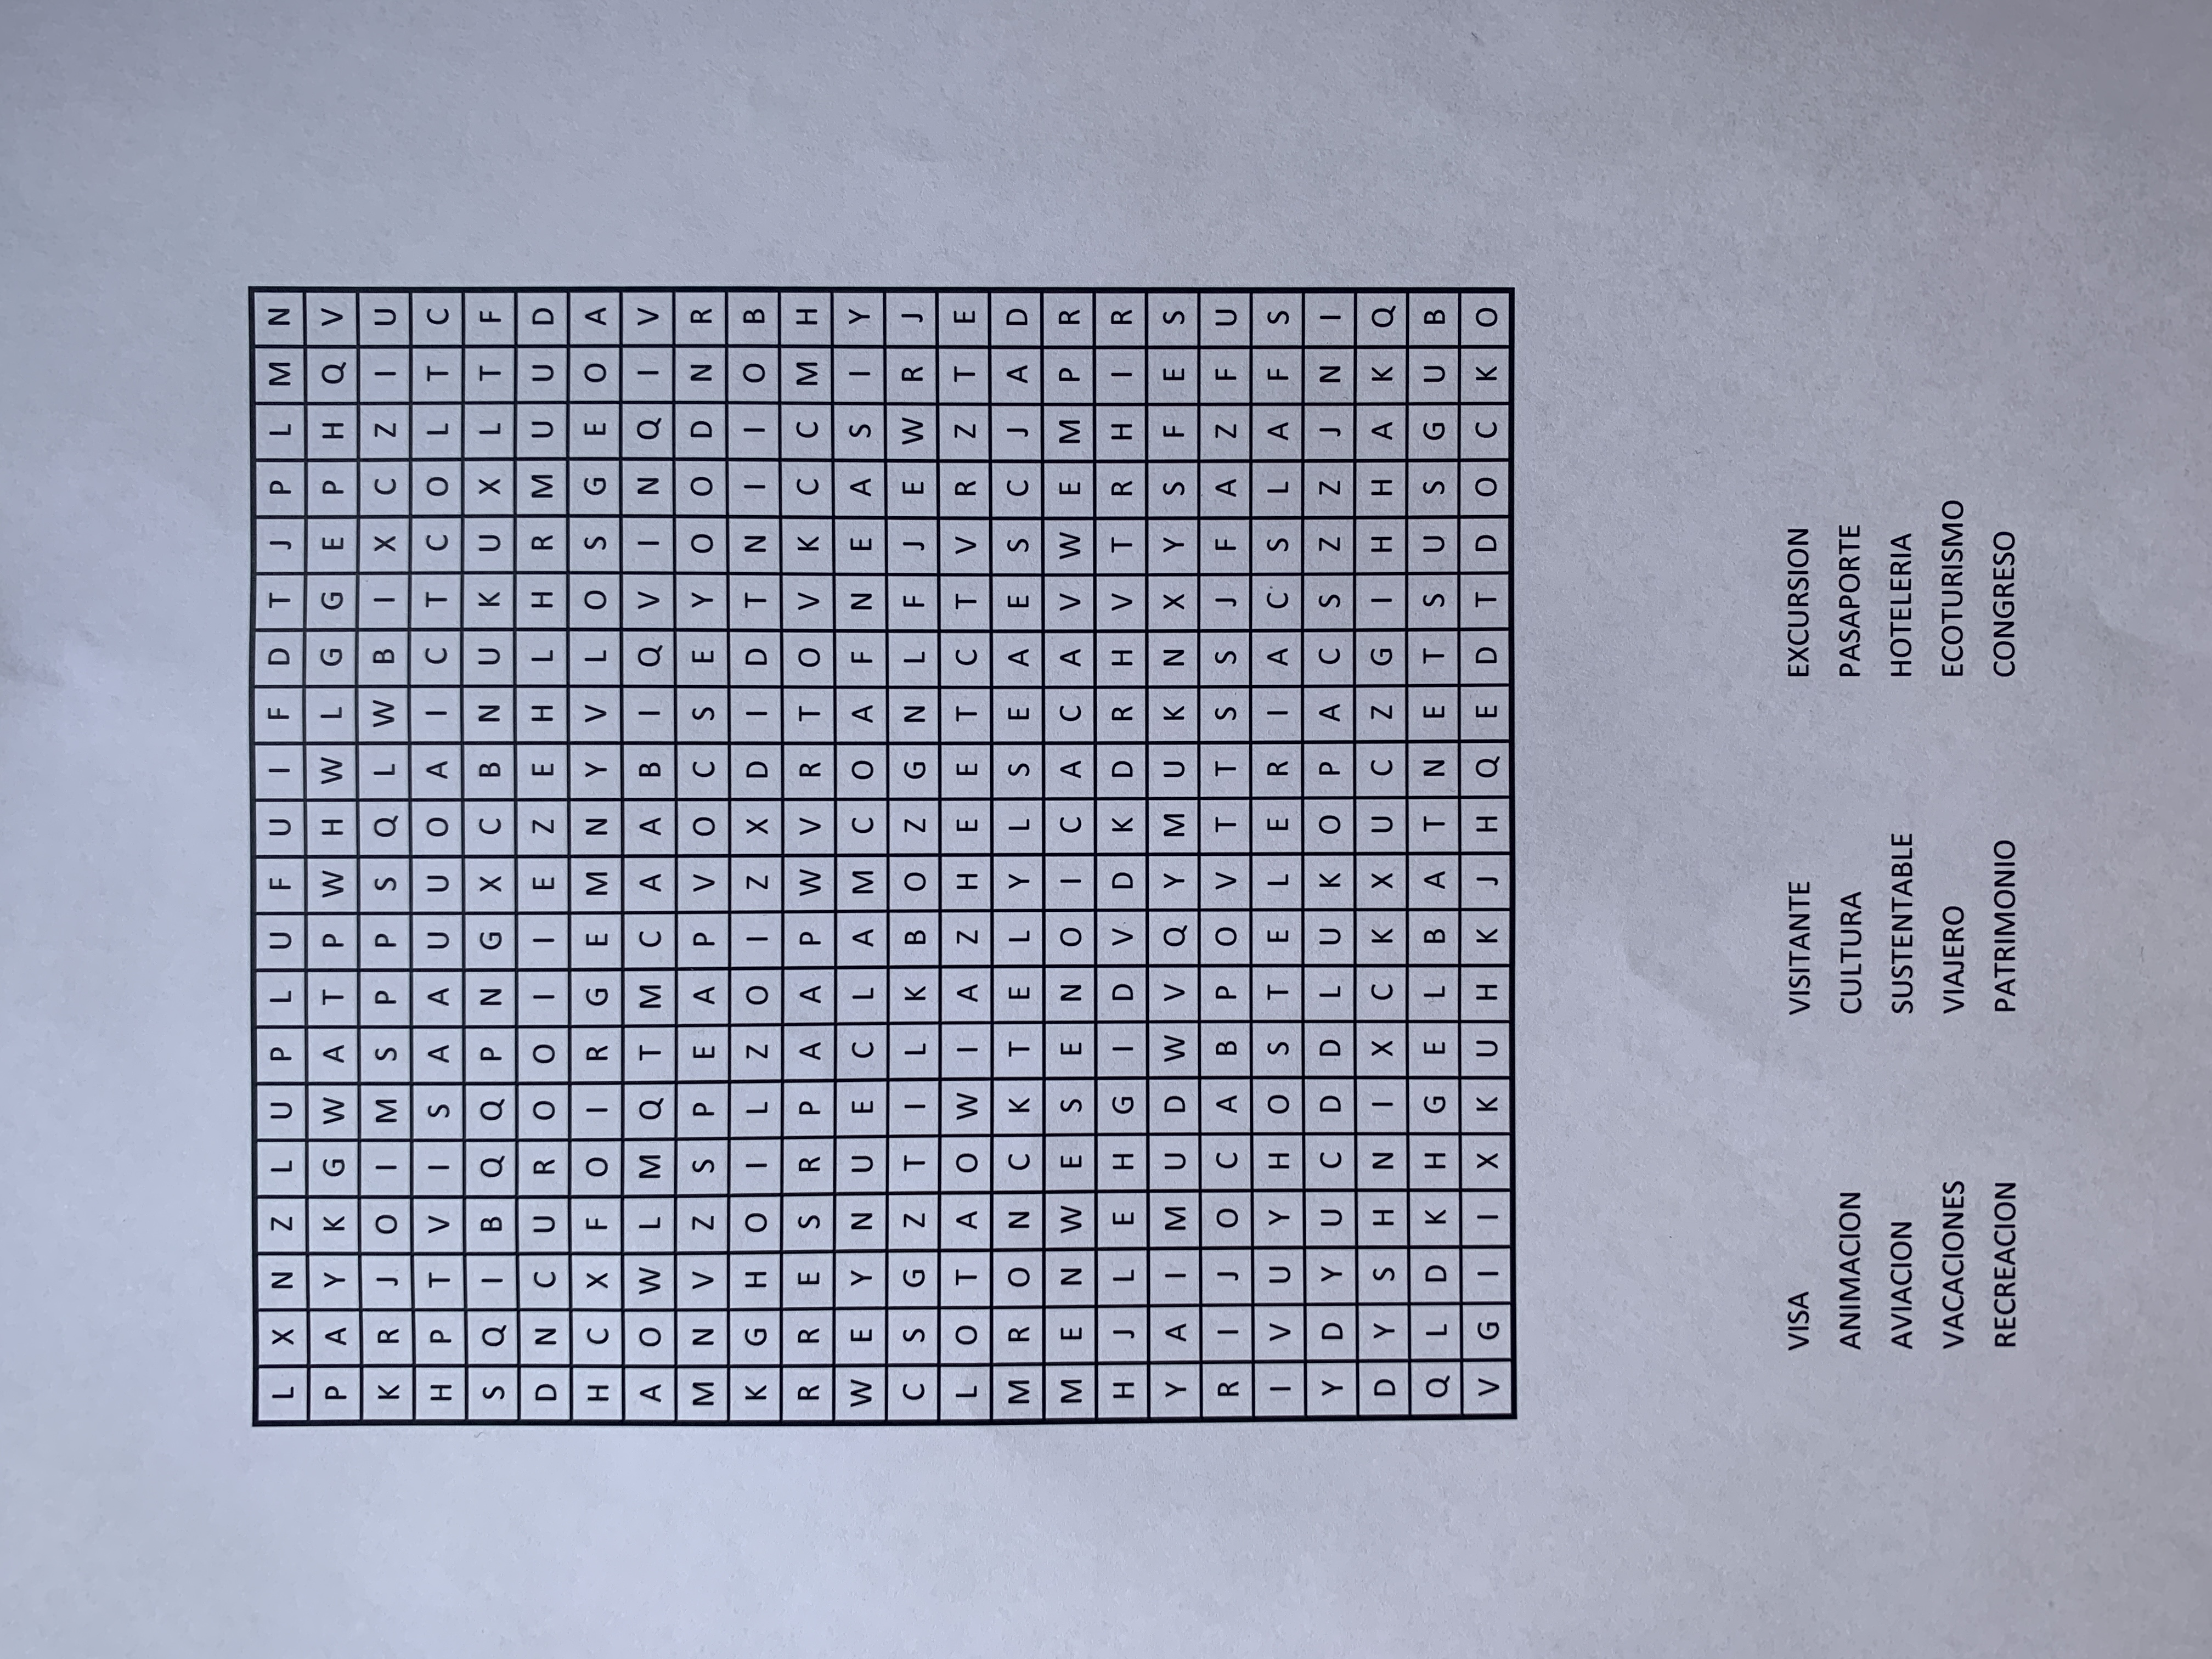 L X N Z L U P L U F U I F D T J P L M N
P A Y K G W A T P W H W L G G E P H Q V
K R J O I M S P P S Q L W B I X C Z I U
H P T V I S A A U U O A I C T C O L T C
S Q I B Q Q P N G X C B N U K U X L T F
D N C U R O O I I E Z E H L H R M U U D
H C X F O I R G E M N Y V L O S G E O A
A O W L M Q T M C A A B I Q V I N Q I V
M N V Z S P E A P V O C S E Y O O D N R
K G H O I L Z O I Z X D I D T N I I O B
R R E S R P A A P W V R T O V K C C M H
W E Y N U E C L A M C O A F N E A S I Y
C S G Z T I L K B O Z G N L F J E W R J
L O T A O W I A Z H E E T C T V R Z T E
M R O N C K T E L Y L S E A E S C J A D
M E N W E S E N O I C A C A V W E M P R
H J L E H G I D V D K D R H V T R H I R
Y A I M U D W V Q Y M U K N X Y S F E S
R I J O C A B P O V T T S S J F A Z F U
I V U Y H O S T E L E R I A C S L A F S
Y D Y U C D D L U K O P A C S Z Z J N I
D Y S H N I X C K X U C Z G I H H A K Q
Q L D K H G E L B A T N E T S U S G U B
V G I I X K U H K J H Q E D T D O C K O
VISA VISITANTE EXCURSION
ANIMACION CULTURA PASAPORTE
AVIACION SUSTENTABLE HOTELERIA
VACACIONES VIAJERO ECOTURISMO
RECREACION PATRIMONIO CONGRESO